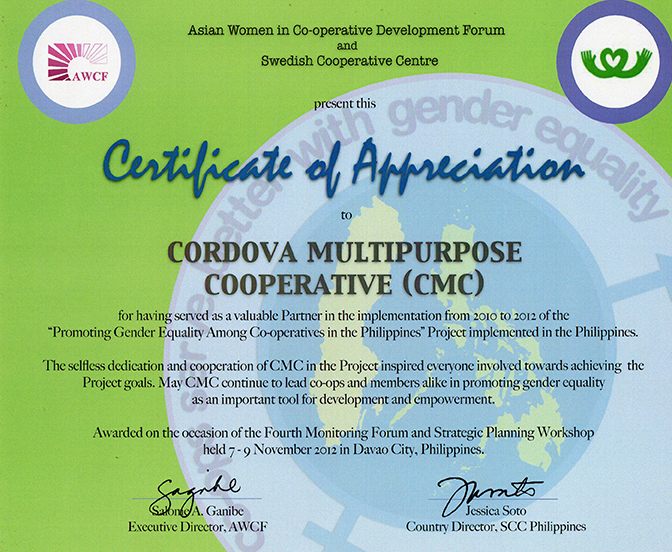 Asian Women in Co-operative Development Forum
and
Swedish Cooperative Centre
AWCF
present this
Certificate of Appreciation
to
CORDOVA MULTIPURPOSE
COOPERATIVE (CMC)
for having served as a valuable Partner in the implementation from 2010 to 2012 of the
“Promoting Gender Equality Among Co-operatives in the Philippines” Project implemented in the Philippines.
The selfless dedication and cooperation of CMC in the Project inspired everyone involved towards achieving the
Project goals. May CMC continue to lead co-ops and members alike in promoting gender equality
as an important tool for development and empowerment.
Awarded on the occasion of the Fourth Monitoring Forum and Strategic Planning Workshop
held 7 - 9 November 2012 in Davao City, Philippines.
Salome A. Ganibe
Executive Director, AWCF
Jessica Soto
Country Director, SCC Philippines
better with gender equality